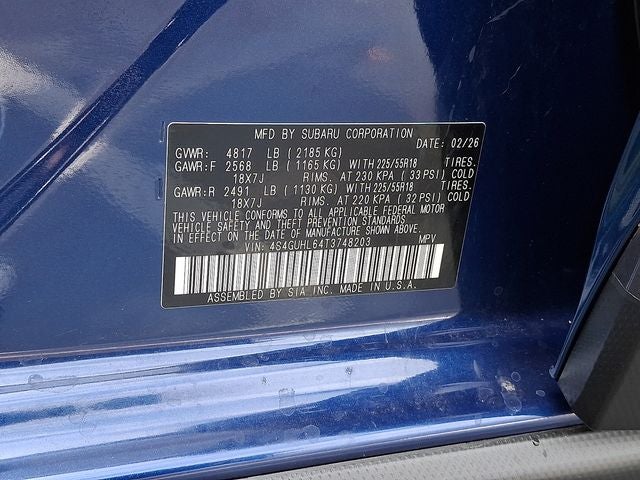 MFD BY SUBARU CORPORATION DATE: 02/26
GVWR: 4817 LB (2185 KG)
GAWR:F 2568 LB (1165 KG) WITH 225/55R18 TIRES.
18X7J RIMS. AT 230 KPA (33 PSI) COLD
GAWR:R 2491 LB (1130 KG) WITH 225/55R18 TIRES.
18X7J RIMS. AT 220 KPA (32 PSI) COLD
THIS VEHICLE CONFORMS TO ALL APPLICABLE FEDERAL MOTOR
VEHICLE SAFETY AND THEFT PREVENTION STANDARDS
IN EFFECT ON THE DATE OF MANUFACTURE SHOWN ABOVE.
VIN: 4S4GUHL64T3748203 MPV
ASSEMBLED BY SIA INC. MADE IN U.S.A.